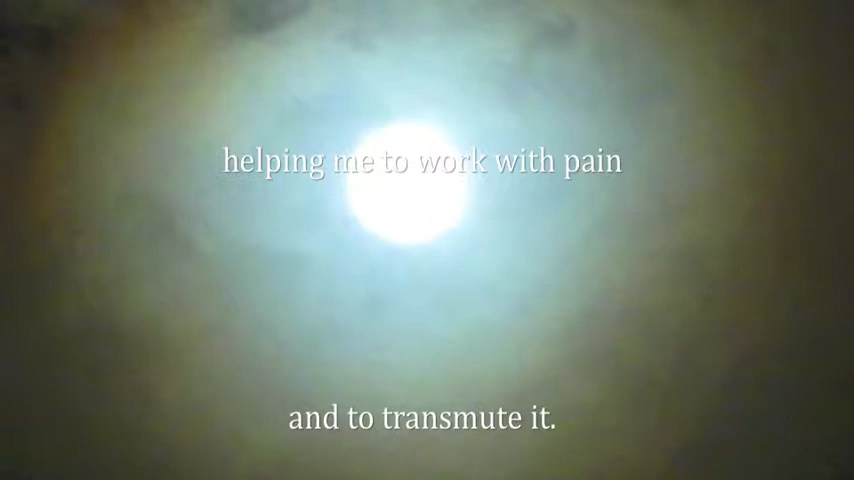 helping me to work with pain
and to transmute it.